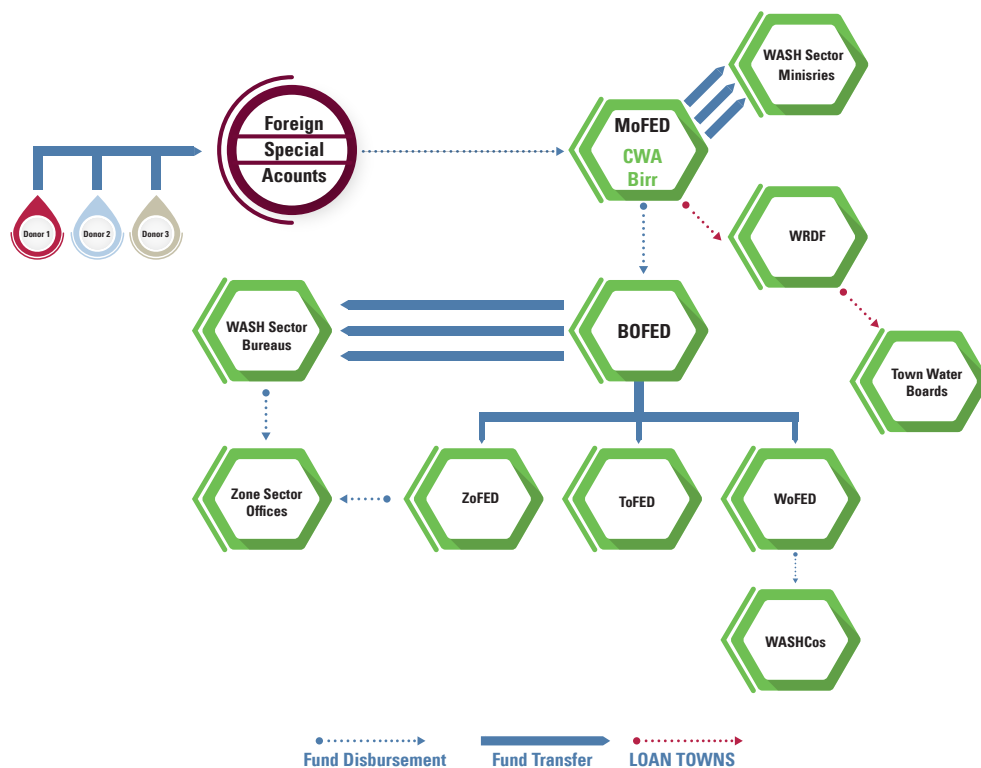 WASH Sector
Minisries
Foreign
Special
Acounts
MoFED
CWA
Birr
Donor 1
Donor 2
Donor 3
WRDF
WASH Sector
Bureaus
BOFED
Town Water
Boards
Zone Sector
Offices
ZoFED
ToFED
WoFED
WASHCos
Fund Disbursement
Fund Transfer
LOAN TOWNS